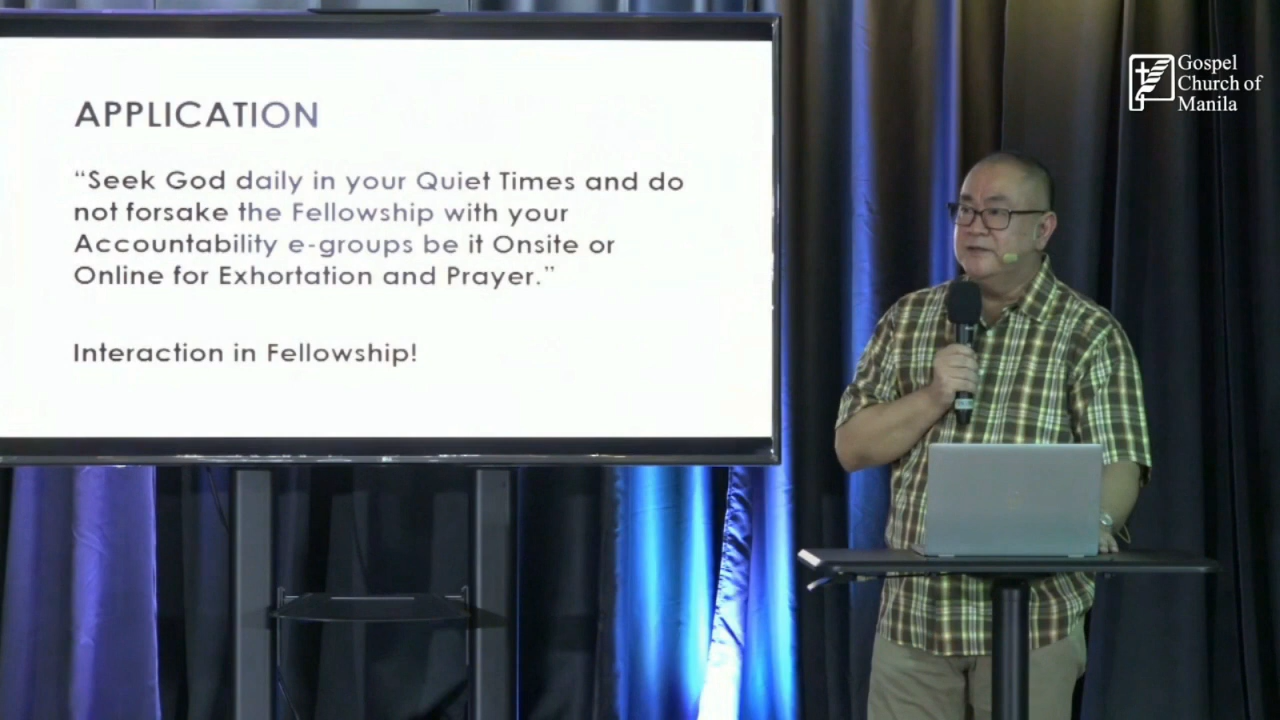 APPLICATION
“Seek God daily in your Quiet Times and do
not forsake the Fellowship with your
Accountability e-groups be it Onsite or
Online for Exhortation and Prayer.”
Interaction in Fellowship!
Gospel
Church of
Manila